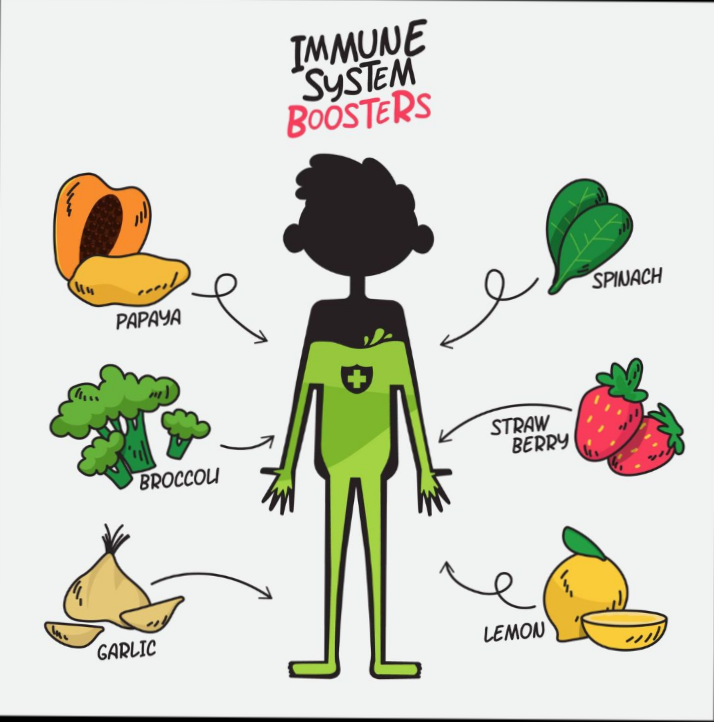 IMMUNE
SYSTEM
BOOSTERS
PAPAYA
SPINACH
BROCCOLI
STRAW
BERRY
GARLIC
LEMON